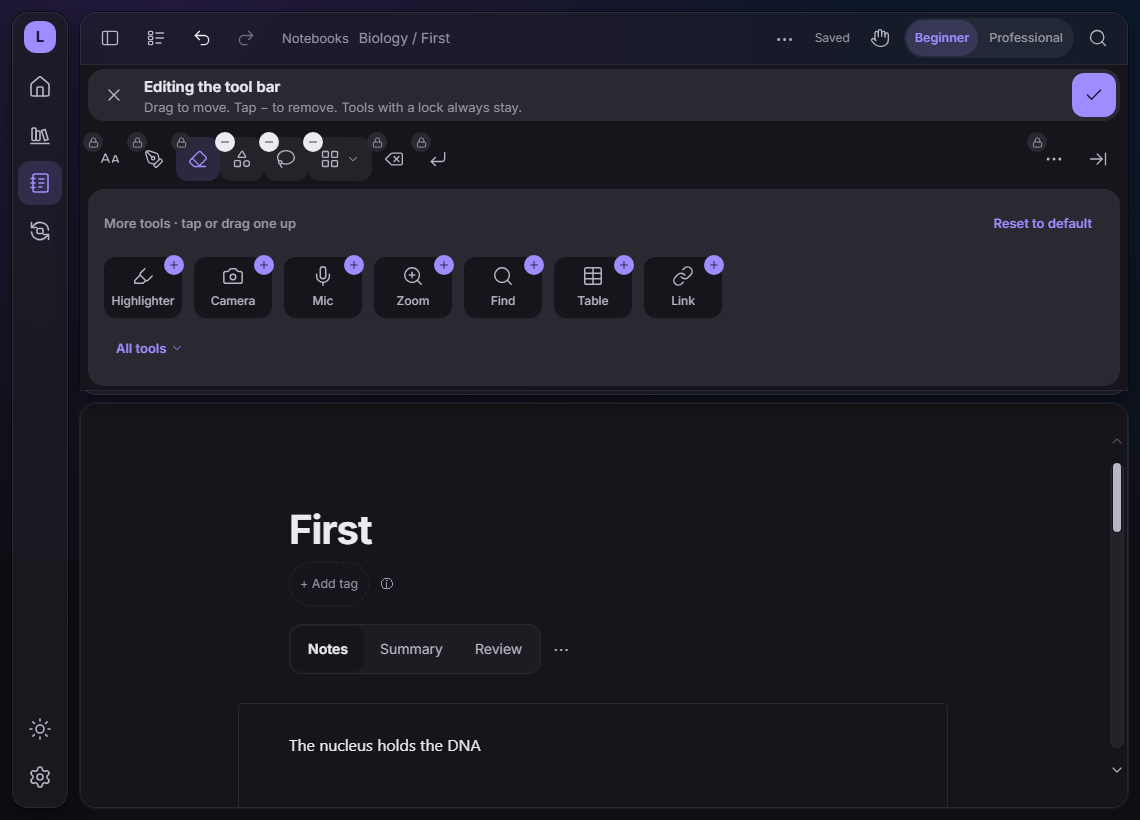 L
Notebooks Biology / First
Saved
Beginner Professional
Editing the tool bar
Drag to move. Tap – to remove. Tools with a lock always stay.
AA
More tools · tap or drag one up
Reset to default
Highlighter Camera Mic Zoom Find Table Link
All tools
First
+ Add tag
Notes Summary Review
The nucleus holds the DNA